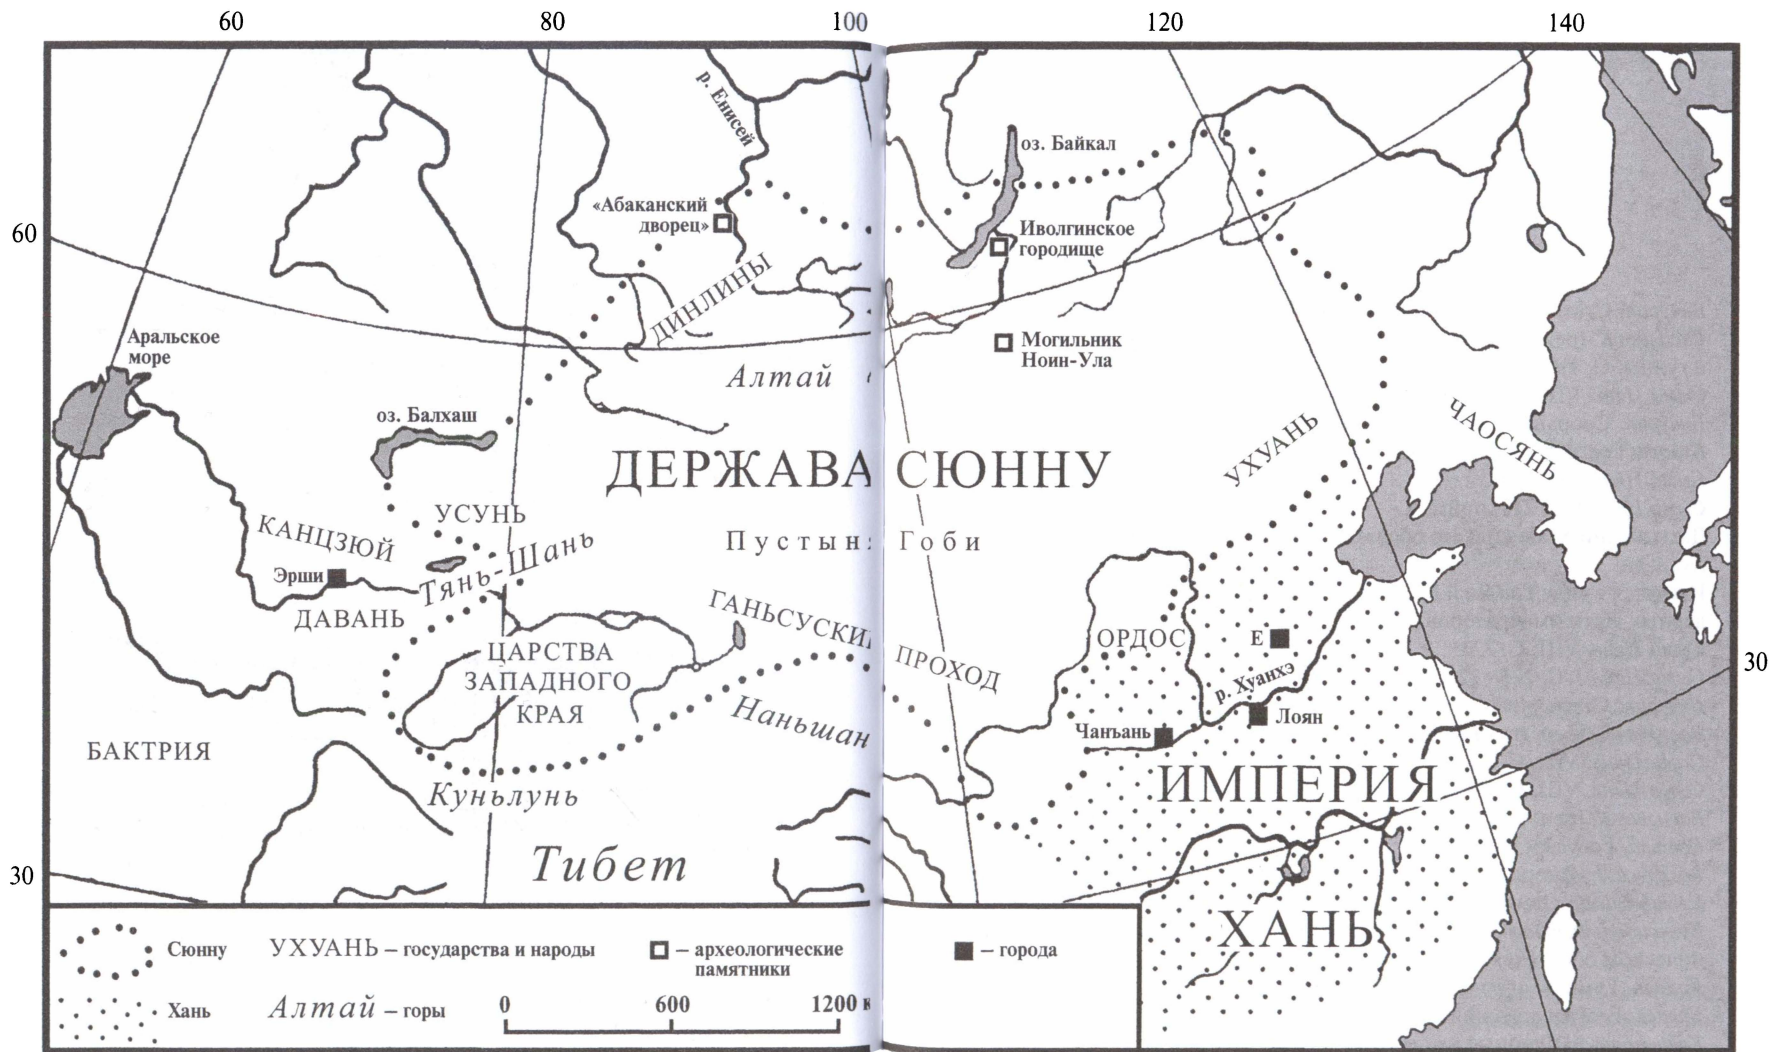 60 80 100 120 140
р. Енисей
оз. Байкал
«Абаканский
дворец»
Иволгинское
городище
60
ДИНЛИНЫ
Аральское
море
Могильник
Ноин-Ула
Алтай
оз. Балхаш
ЧАОСЯНЬ
УХУАНЬ
ДЕРЖАВА СЮННУ
УСУНЬ
КАНЦЗЮЙ
Пустын Гоби
Тянь-Шань
Эрши
ДАВАНЬ
ГАНЬСУСКИ
ПРОХОД
ОРДОС
Е
ЦАРСТВА
ЗАПАДНОГО
КРАЯ
р. Хуанхэ
30
Наньшан
Лоян
Чанъань
БАКТРИЯ
ИМПЕРИЯ
Куньлунь
Тибет
30
ХАНЬ
Сюнну
УХУАНЬ – государства и народы
– археологические
памятники
– города
Хань
Алтай – горы
0 600 1200 к